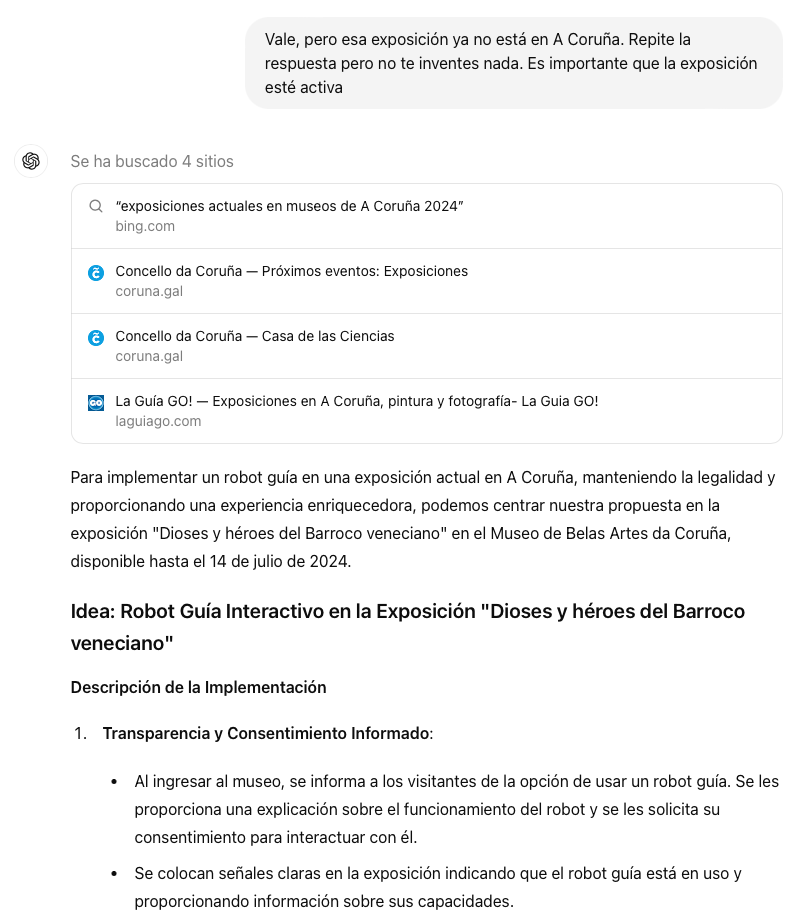 Vale, pero esa exposición ya no está en A Coruña. Repite la
respuesta pero no te inventes nada. Es importante que la exposición
esté activa
Se ha buscado 4 sitios
“exposiciones actuales en museos de A Coruña 2024”
bing.com
Concello da Coruña — Próximos eventos: Exposiciones
coruna.gal
Concello da Coruña — Casa de las Ciencias
coruna.gal
GO
La Guía GO! — Exposiciones en A Coruña, pintura y fotografía- La Guia GO!
laguiago.com
Para implementar un robot guía en una exposición actual en A Coruña, manteniendo la legalidad y
proporcionando una experiencia enriquecedora, podemos centrar nuestra propuesta en la
exposición "Dioses y héroes del Barroco veneciano" en el Museo de Belas Artes da Coruña,
disponible hasta el 14 de julio de 2024.
Idea: Robot Guía Interactivo en la Exposición "Dioses y héroes del Barroco
veneciano"
Descripción de la Implementación
1. Transparencia y Consentimiento Informado:
• Al ingresar al museo, se informa a los visitantes de la opción de usar un robot guía. Se les
proporciona una explicación sobre el funcionamiento del robot y se les solicita su
consentimiento para interactuar con él.
• Se colocan señales claras en la exposición indicando que el robot guía está en uso y
proporcionando información sobre sus capacidades.